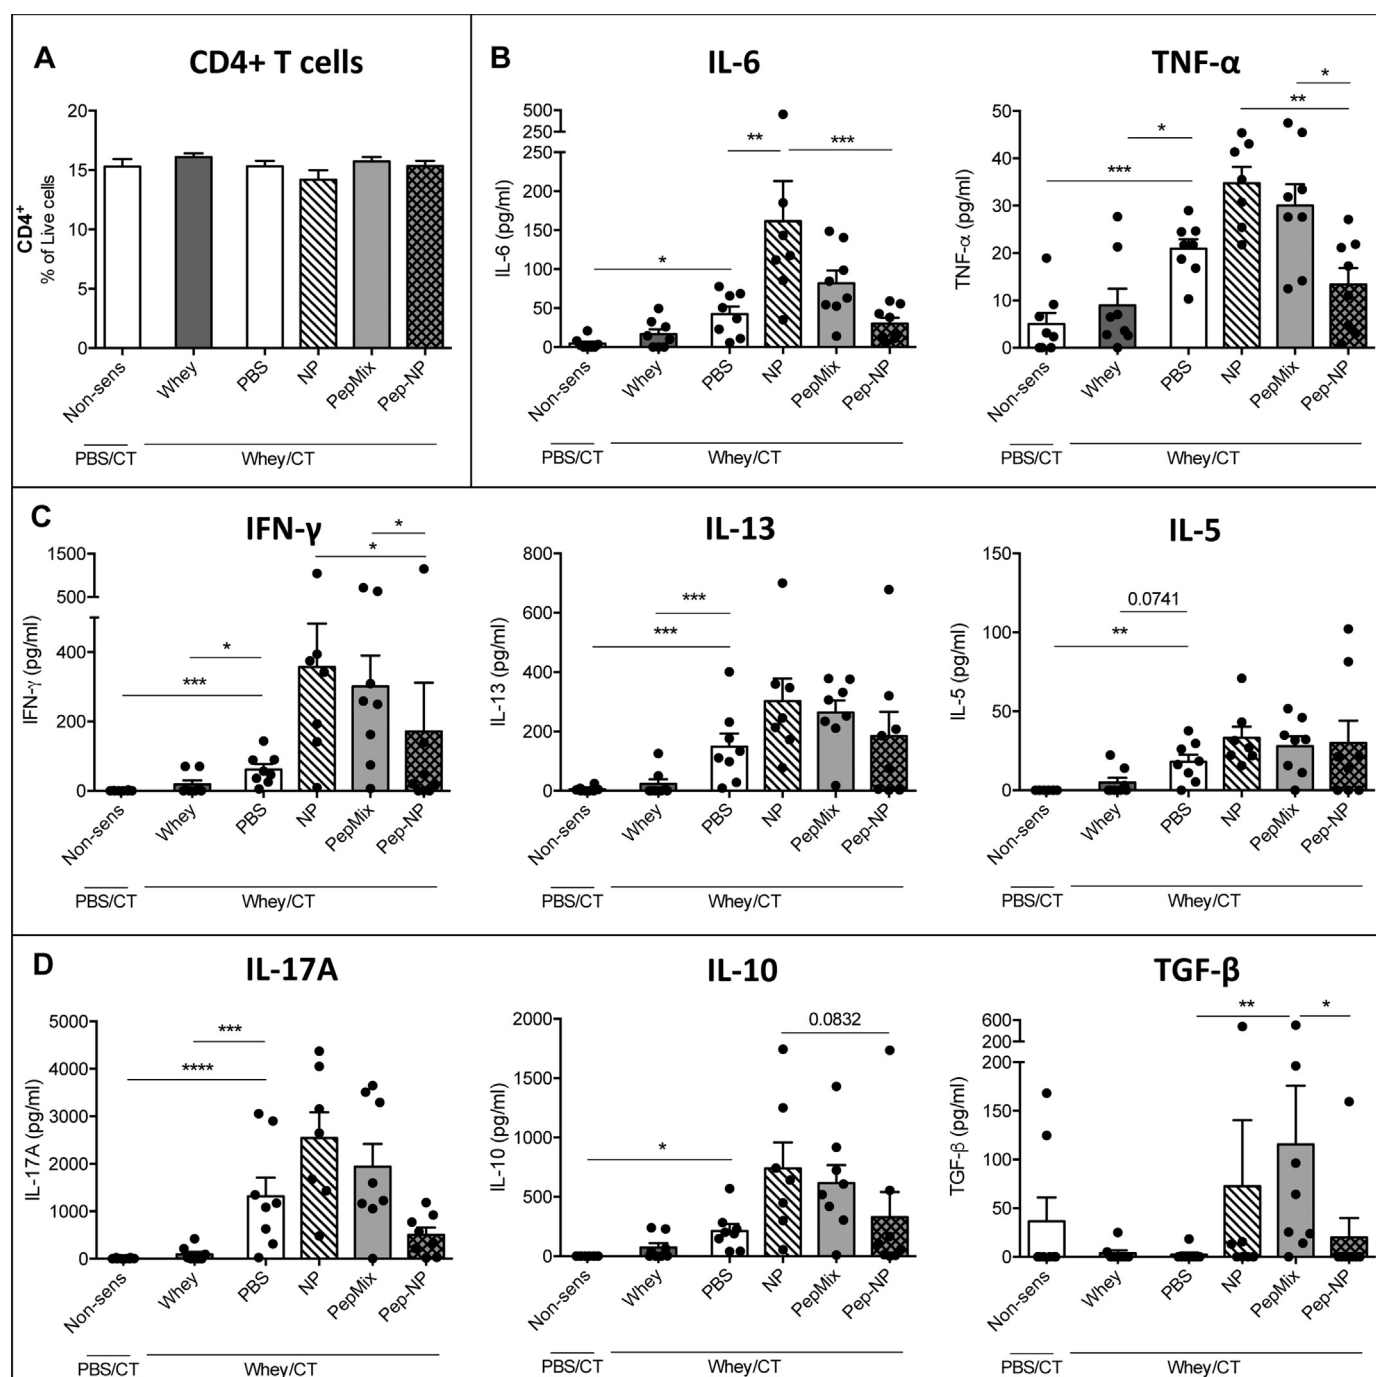 A
CD4+ T cells
CD4+
% of Live cells
20
15
10
5
0
Non-sens
Whey
PBS
NP
PepMix
Pep-NP
PBS/CT
Whey/CT
B
IL-6
IL-6 (pg/ml)
500
250
250
200
150
100
50
0
*
**
***
Non-sens
Whey
PBS
NP
PepMix
Pep-NP
PBS/CT
Whey/CT
TNF-α
TNF-α (pg/ml)
50
40
30
20
10
0
***
*
**
*
Non-sens
Whey
PBS
NP
PepMix
Pep-NP
PBS/CT
Whey/CT
C
IFN-γ
IFN-γ (pg/ml)
1500
500
400
200
0
***
*
*
*
Non-sens
Whey
PBS
NP
PepMix
Pep-NP
PBS/CT
Whey/CT
IL-13
IL-13 (pg/ml)
800
600
400
200
0
***
***
Non-sens
Whey
PBS
NP
PepMix
Pep-NP
PBS/CT
Whey/CT
IL-5
IL-5 (pg/ml)
150
100
50
0
0.0741
**
Non-sens
Whey
PBS
NP
PepMix
Pep-NP
PBS/CT
Whey/CT
D
IL-17A
IL-17A (pg/ml)
5000
4000
3000
2000
1000
0
***
****
Non-sens
Whey
PBS
NP
PepMix
Pep-NP
PBS/CT
Whey/CT
IL-10
IL-10 (pg/ml)
2000
1500
1000
500
0
0.0832
*
Non-sens
Whey
PBS
NP
PepMix
Pep-NP
PBS/CT
Whey/CT
TGF-β
TGF-β (pg/ml)
600
200
200
150
100
50
0
**
*
Non-sens
Whey
PBS
NP
PepMix
Pep-NP
PBS/CT
Whey/CT